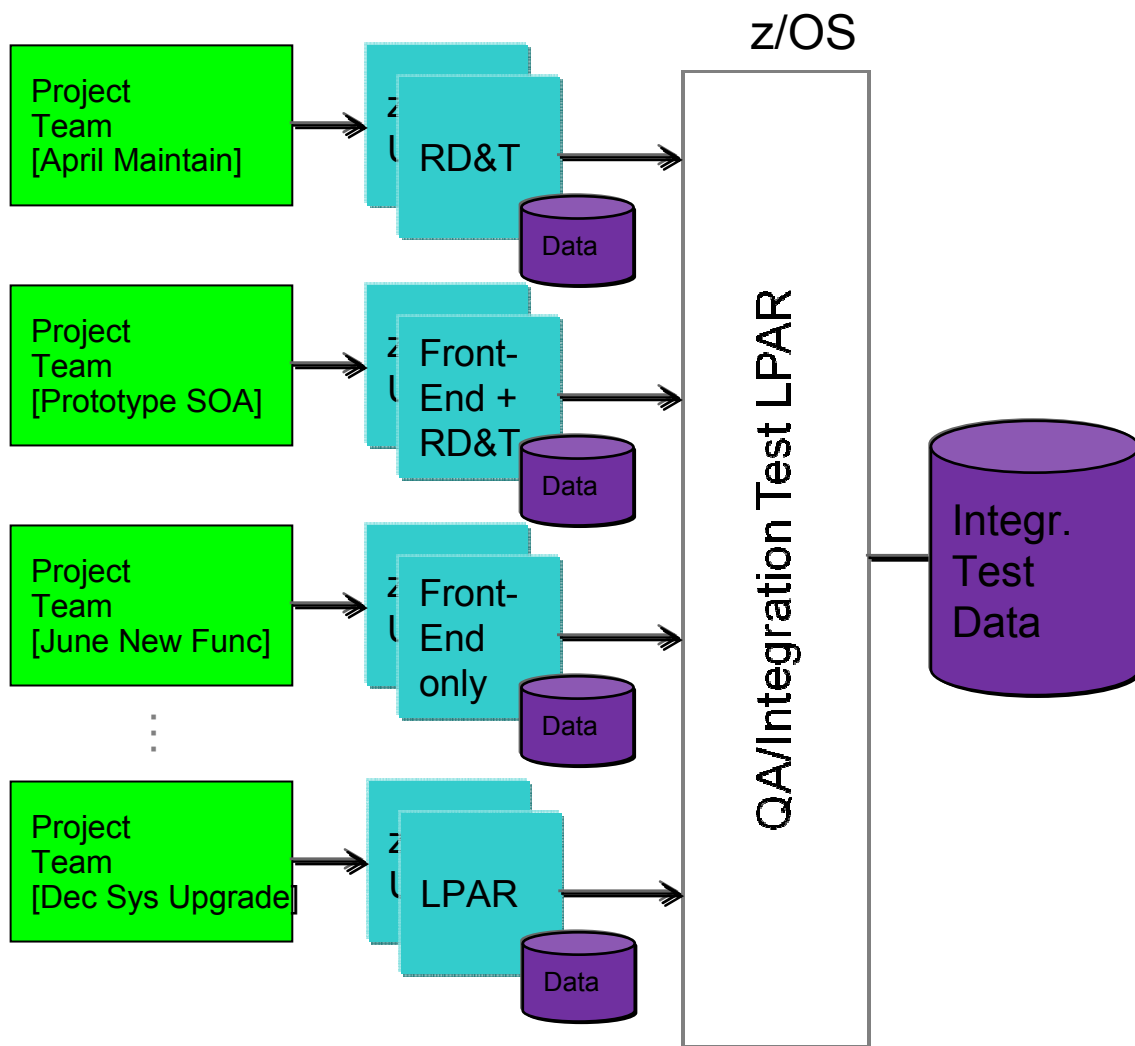 z/OS
Project
Team
[April Maintain]
RD&T
Data
Project
Team
[Prototype SOA]
Front-
End +
RD&T
Data
Project
Team
[June New Func]
Front-
End
only
Data
Project
Team
[Dec Sys Upgrade]
LPAR
Data
QA/Integration Test LPAR
Integr.
Test
Data